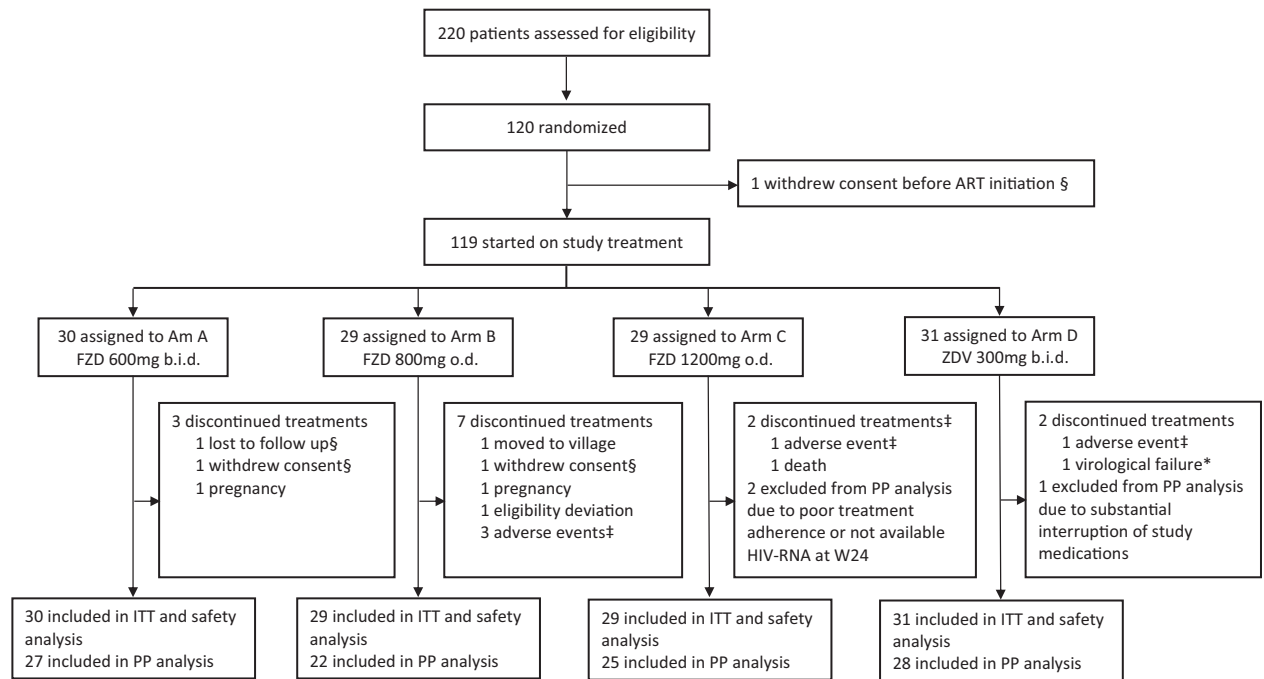 220 patients assessed for eligibility
120 randomized
1 withdrew consent before ART initiation §
119 started on study treatment
30 assigned to Am A
FZD 600mg b.i.d.
29 assigned to Arm B
FZD 800mg o.d.
29 assigned to Arm C
FZD 1200mg o.d.
31 assigned to Arm D
ZDV 300mg b.i.d.
3 discontinued treatments
1 lost to follow up§
1 withdrew consent§
1 pregnancy
7 discontinued treatments
1 moved to village
1 withdrew consent§
1 pregnancy
1 eligibility deviation
3 adverse events‡
2 discontinued treatments‡
1 adverse event‡
1 death
2 excluded from PP analysis
due to poor treatment
adherence or not available
HIV-RNA at W24
2 discontinued treatments
1 adverse event‡
1 virological failure*
1 excluded from PP analysis
due to substantial
interruption of study
medications
30 included in ITT and safety
analysis
27 included in PP analysis
29 included in ITT and safety
analysis
22 included in PP analysis
29 included in ITT and safety
analysis
25 included in PP analysis
31 included in ITT and safety
analysis
28 included in PP analysis